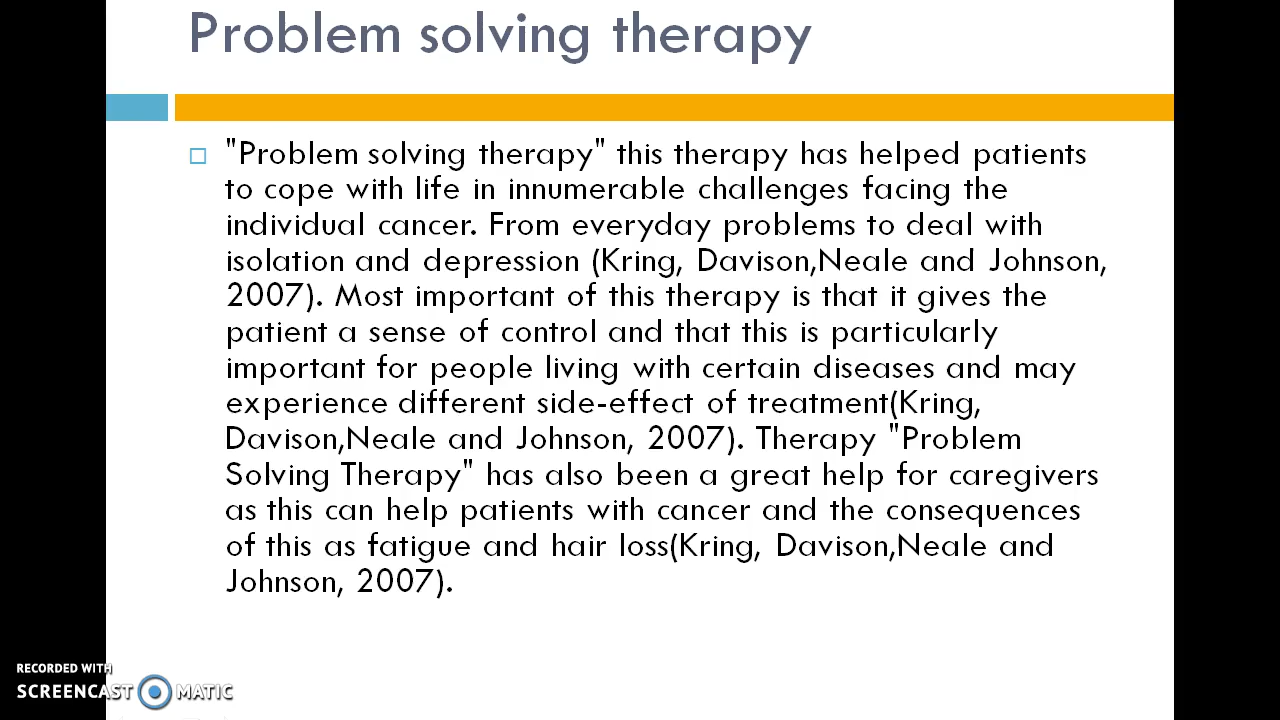 Problem solving therapy
"Problem solving therapy" this therapy has helped patients
to cope with life in innumerable challenges facing the
individual cancer. From everyday problems to deal with
isolation and depression (Kring, Davison,Neale and Johnson,
2007). Most important of this therapy is that it gives the
patient a sense of control and that this is particularly
important for people living with certain diseases and may
experience different side-effect of treatment(Kring,
Davison,Neale and Johnson, 2007). Therapy "Problem
Solving Therapy" has also been a great help for caregivers
as this can help patients with cancer and the consequences
of this as fatigue and hair loss(Kring, Davison,Neale and
Johnson, 2007).
RECORDED WITH
SCREENCAST MATIC